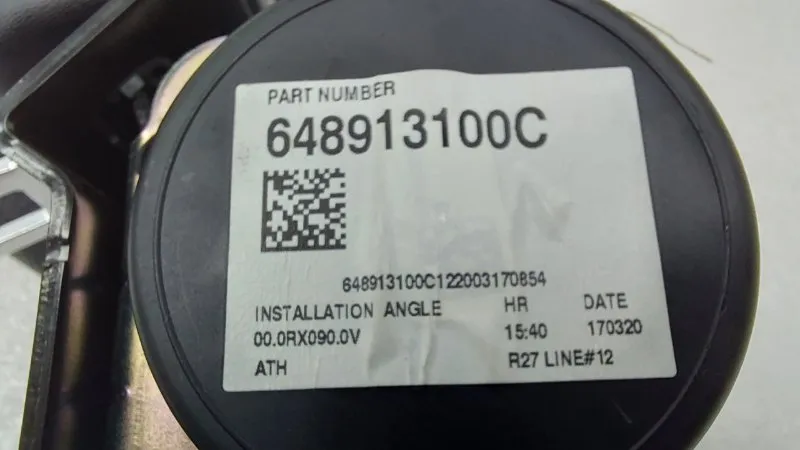 PART NUMBER
648913100C
648913100C122003170854
INSTALLATION ANGLE HR DATE
00.0RX090.0V 15:40 170320
ATH R27 LINE#12